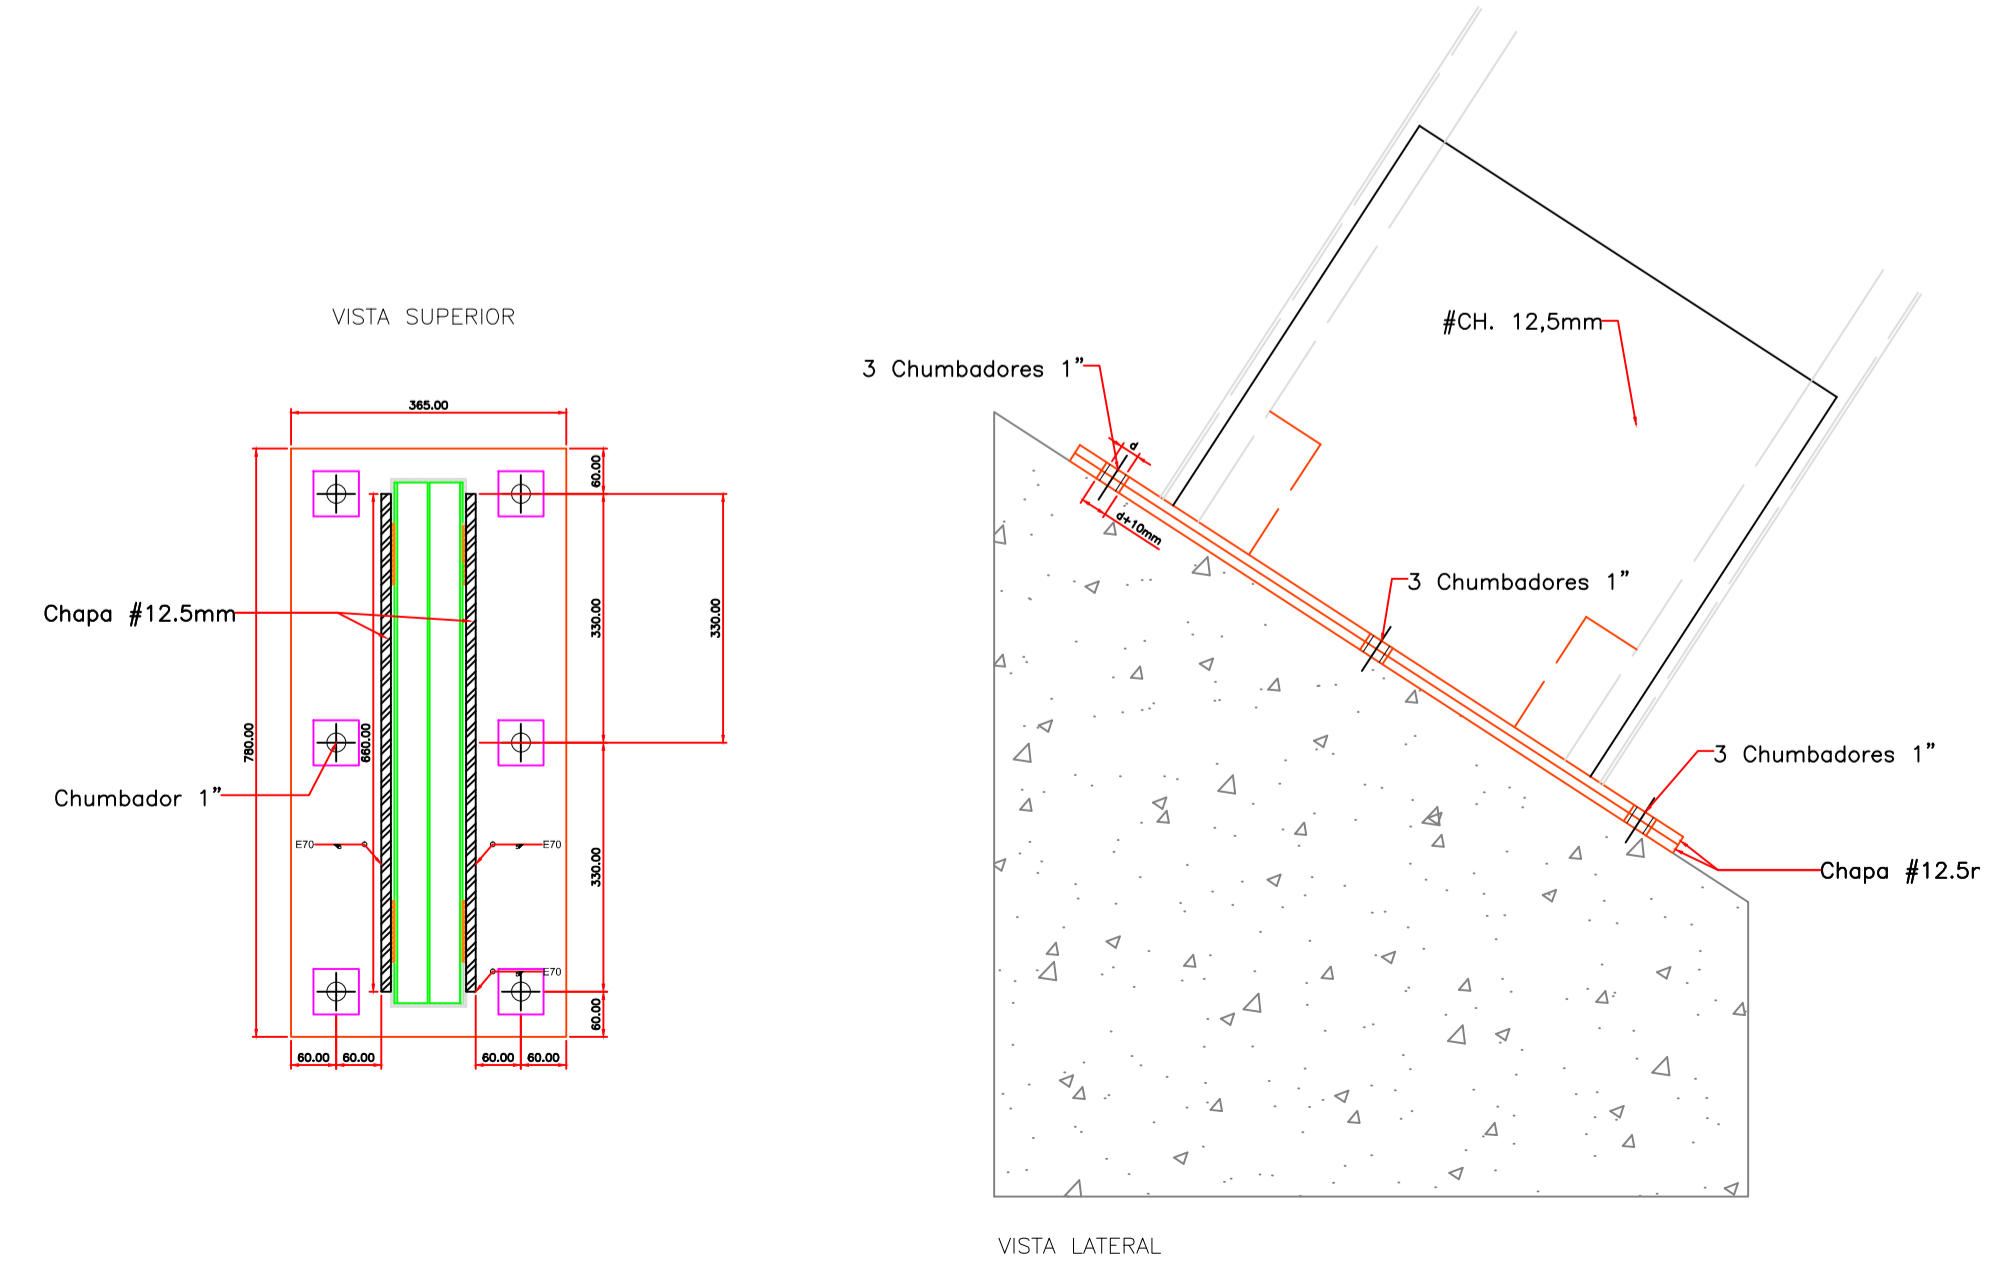 VISTA SUPERIOR
365.00
60.00
330.00
330.00
780.00
660.00
Chapa #12.5mm
Chumbador 1”
E70
E70
330.00
E70
60.00
60.00
60.00
60.00
60.00
#CH. 12,5mm
3 Chumbadores 1”
d
d+10mm
3 Chumbadores 1”
3 Chumbadores 1”
Chapa #12.5r
VISTA LATERAL